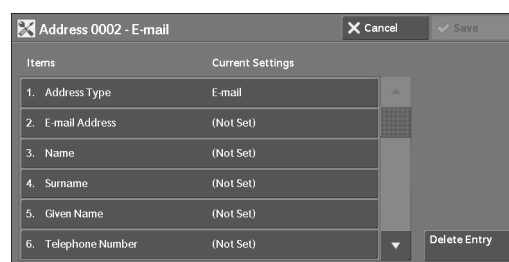 Address 0002 - E-mail Cancel Save
Items Current Settings
1. Address Type E-mail
2. E-mail Address (Not Set)
3. Name (Not Set)
4. Surname (Not Set)
5. Given Name (Not Set)
6. Telephone Number (Not Set)
Delete Entry